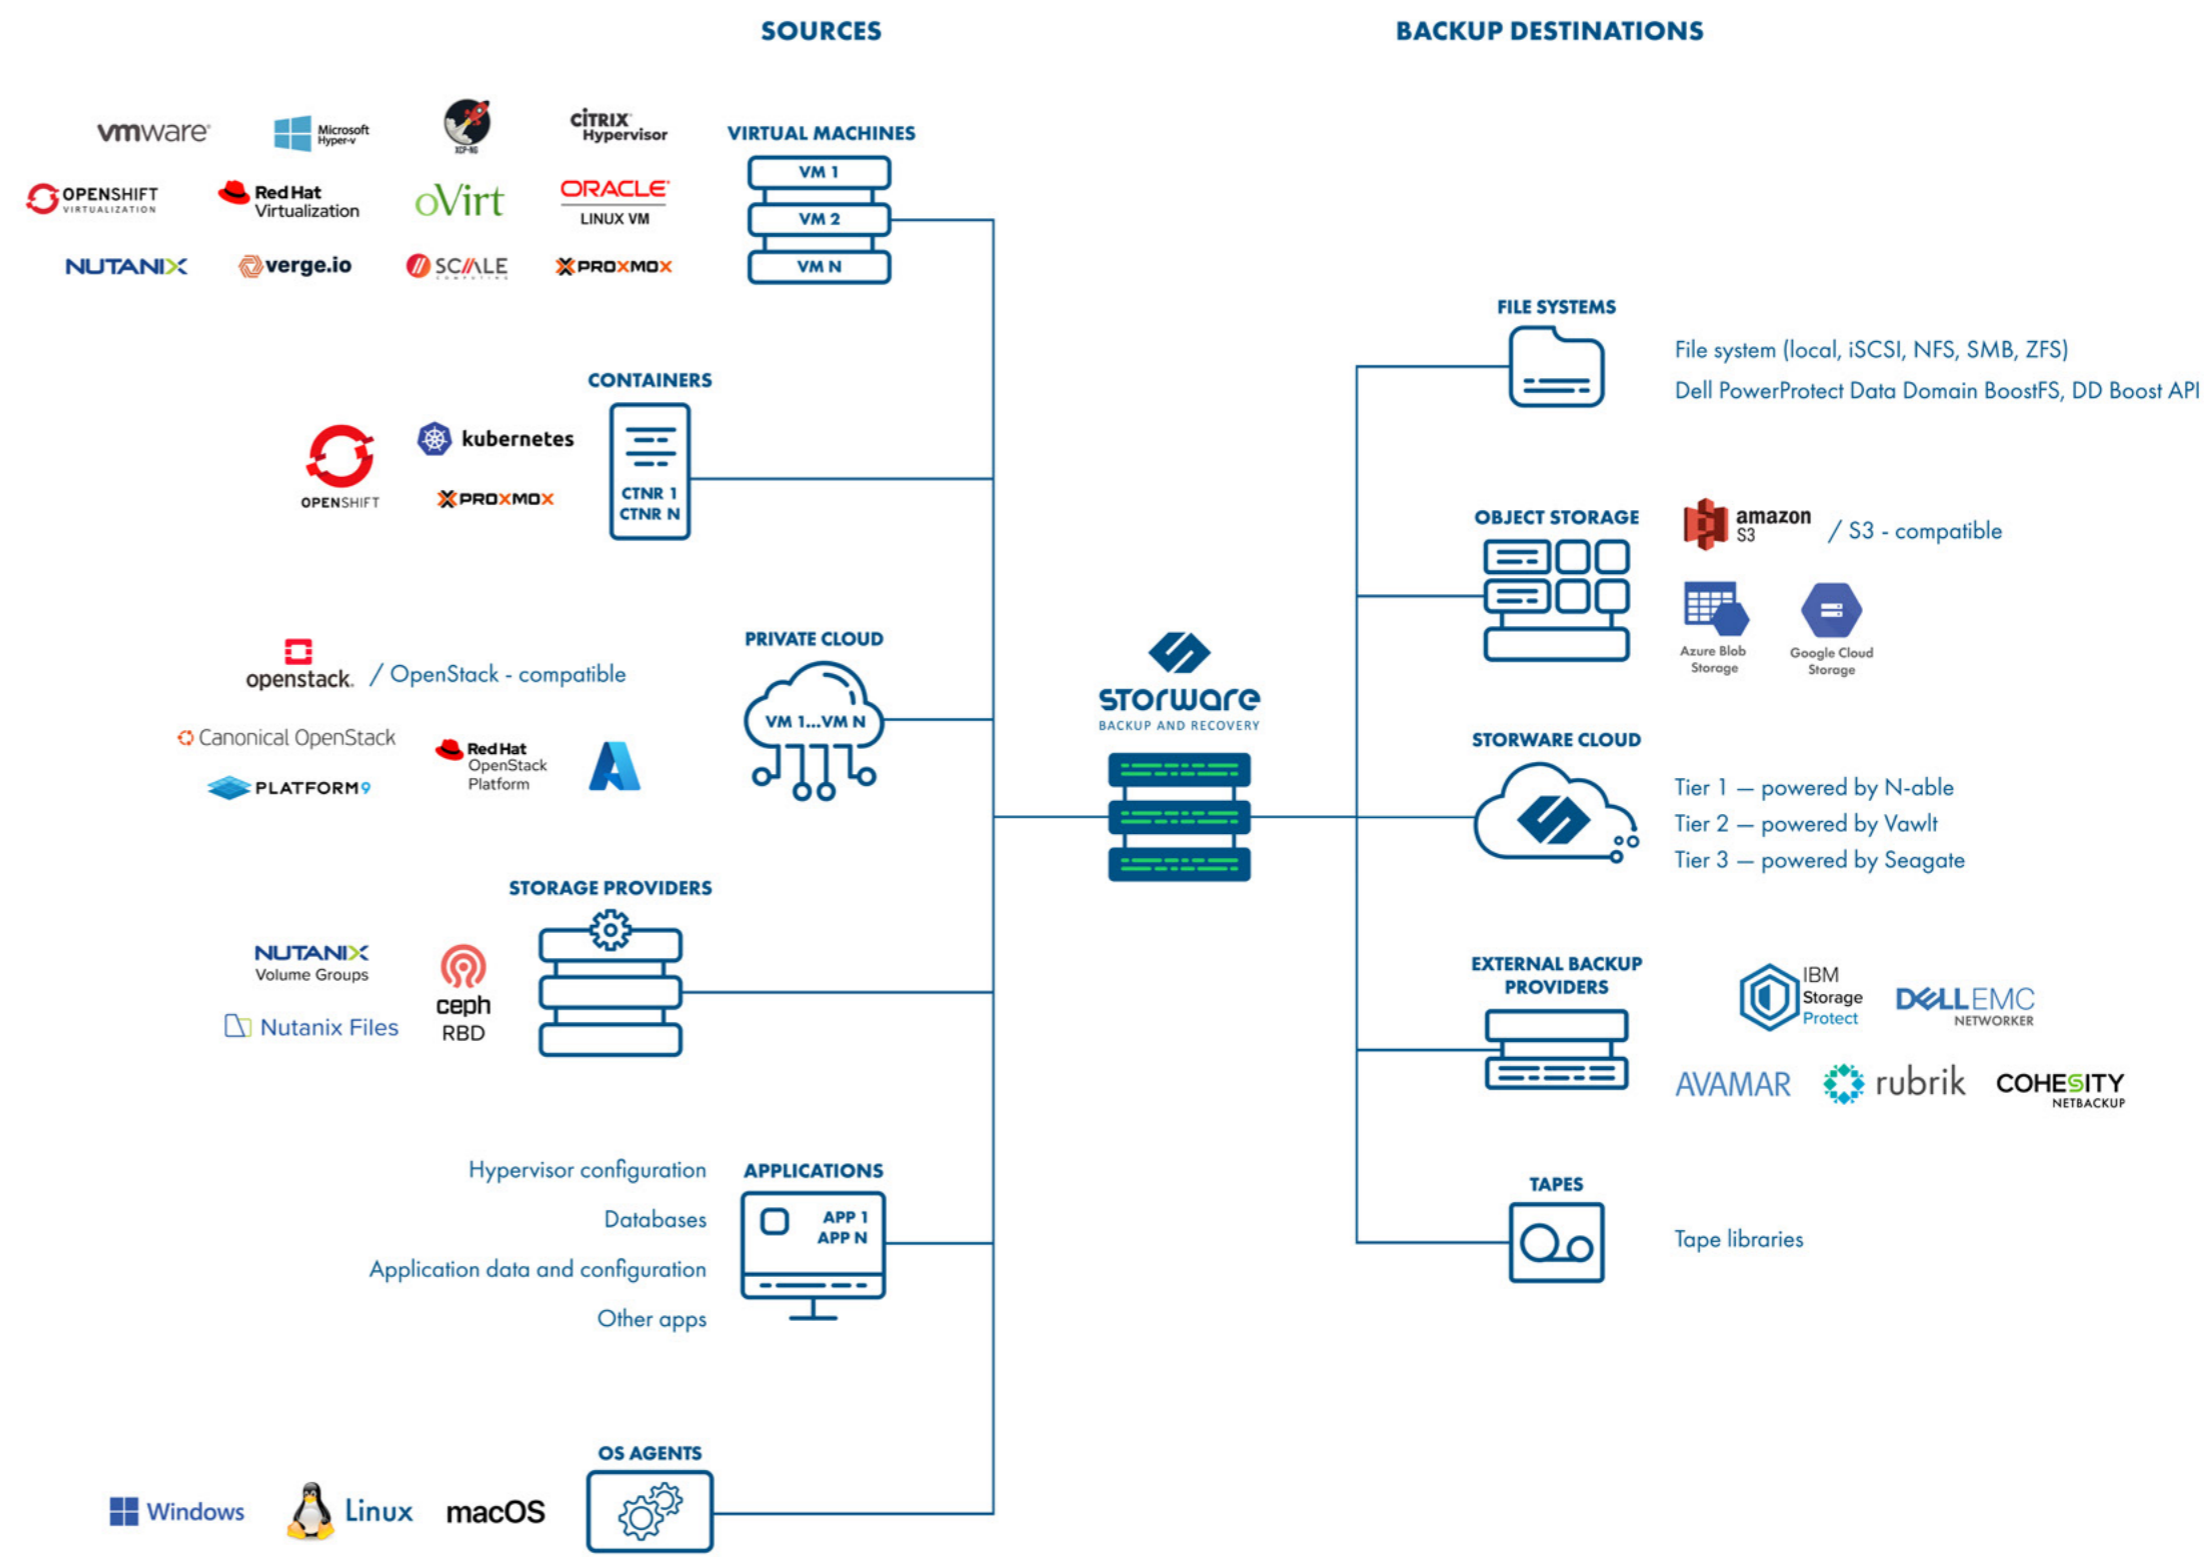 SOURCES
BACKUP DESTINATIONS
vmware®
Microsoft
Hyper-v
XCP-NG
CITRIX
Hypervisor
OPENSHIFT
VIRTUALIZATION
Red Hat
Virtualization
oVirt
ORACLE®
LINUX VM
NUTANIX
verge.io
SCALE
COMPUTING
PROXMOX
VIRTUAL MACHINES
VM 1
VM 2
VM N
CONTAINERS
OPENSHIFT
kubernetes
PROXMOX
CTNR 1
CTNR N
PRIVATE CLOUD
openstack.
/ OpenStack - compatible
Canonical OpenStack
PLATFORM9
Red Hat
OpenStack
Platform
VM 1...VM N
STORAGE PROVIDERS
NUTANIX
Volume Groups
Nutanix Files
ceph
RBD
APPLICATIONS
Hypervisor configuration
Databases
Application data and configuration
Other apps
APP 1
APP N
OS AGENTS
Windows
Linux
macOS
storware
BACKUP AND RECOVERY
FILE SYSTEMS
File system (local, iSCSI, NFS, SMB, ZFS)
Dell PowerProtect Data Domain BoostFS, DD Boost API
OBJECT STORAGE
amazon
S3
/ S3 - compatible
Azure Blob
Storage
Google Cloud
Storage
STORWARE CLOUD
Tier 1 — powered by N-able
Tier 2 — powered by Vawlt
Tier 3 — powered by Seagate
EXTERNAL BACKUP
PROVIDERS
IBM
Storage
Protect
DELLEMC
NETWORKER
AVAMAR
rubrik
COHESITY
NETBACKUP
TAPES
Tape libraries